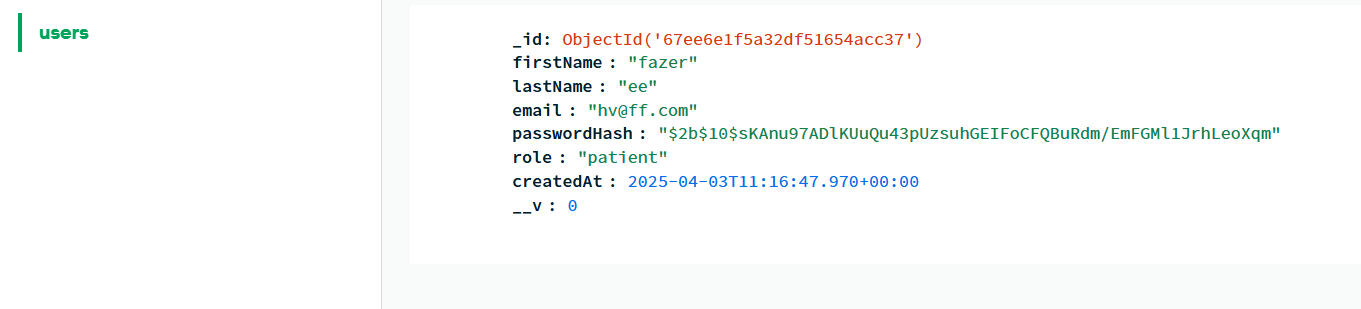 users
_id: ObjectId('67ee6e1f5a32df51654acc37')
firstName : "fazer"
lastName : "ee"
email : "hv@ff.com"
passwordHash : "$2b$10$sKAnu97ADlKUuQu43pUzsuhGEIFoCFQBuRdm/EmFGMl1JrhLeoXqm"
role : "patient"
createdAt : 2025-04-03T11:16:47.970+00:00
__v : 0